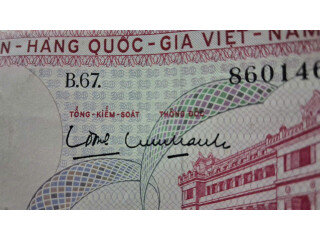 N-HÀNG QUỐC-GIA VIỆT-NAM
B.67. 860146
TỔNG-KIỂM-SOÁT THỐNG ĐỐC